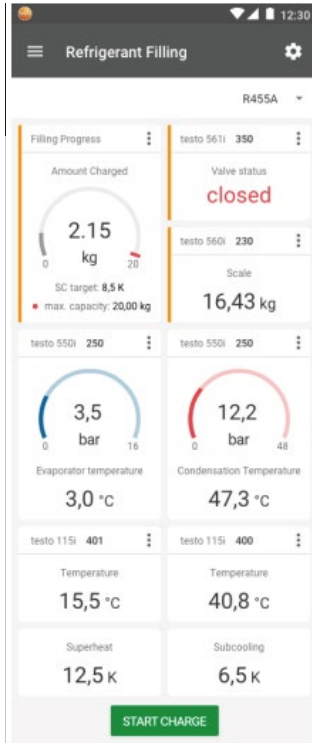 12:30
Refrigerant Filling
R455A
Filling Progress
Amount Charged
2.15
kg
0 20
SC target: 8,5 K
max. capacity: 20,00 kg
testo 561i 350
Valve status
closed
testo 560i 230
Scale
16,43 kg
testo 550i 250
3,5
bar
0 16
Evaporator temperature
3,0 °C
testo 550i 250
12,2
bar
0 48
Condensation Temperature
47,3 °C
testo 115i 401
Temperature
15,5 °C
testo 115i 400
Temperature
40,8 °C
Superheat
12,5 K
Subcooling
6,5 K
START CHARGE